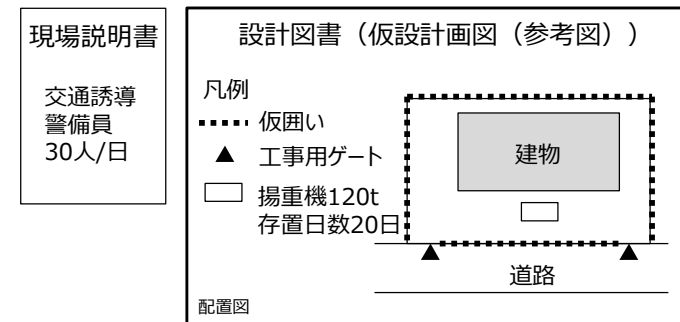 現場説明書
交通誘導
警備員
30人/日
設計図書（仮設計画図（参考図））
凡例
仮囲い
工事用ゲート
揚重機120t
存置日数20日
建物
道路
配置図